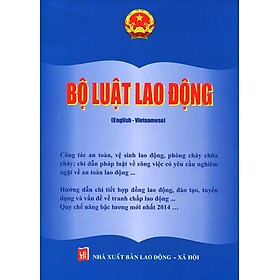 BỘ LUẬT LAO ĐỘNG
(English - Vietnamese)
Công tác an toàn, vệ sinh lao động, phòng cháy chữa
cháy; chỉ dẫn pháp luật về công việc có yêu cầu nghiêm
ngặt về an toàn lao động ...
Hướng dẫn chi tiết hợp đồng lao động, đào tạo, tuyển
dụng và vấn đề về tranh chấp lao động ...
Quy chế nâng bậc lương mới nhất 2014 ...
NHÀ XUẤT BẢN LAO ĐỘNG - XÃ HỘI